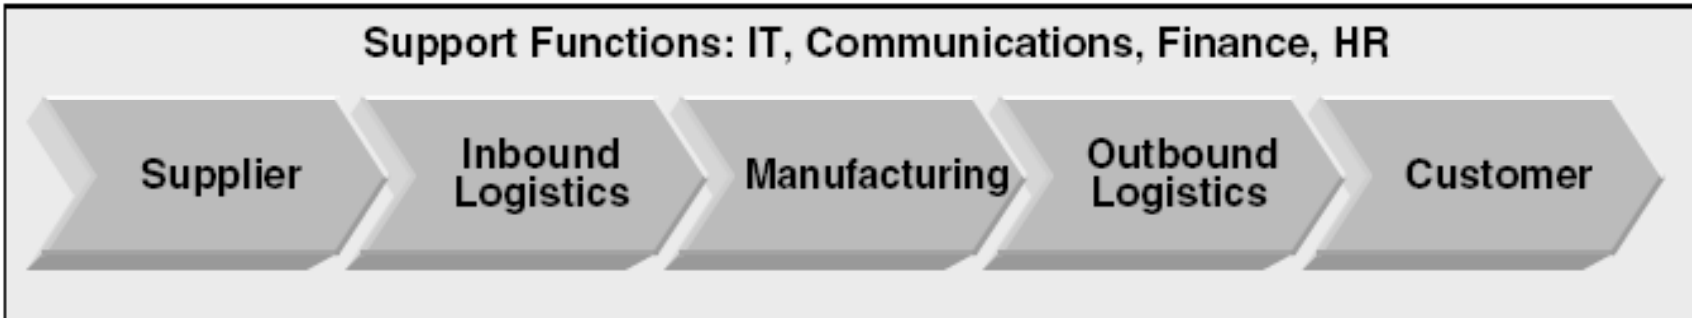 Support Functions: IT, Communications, Finance, HR
Supplier
Inbound
Logistics
Manufacturing
Outbound
Logistics
Customer